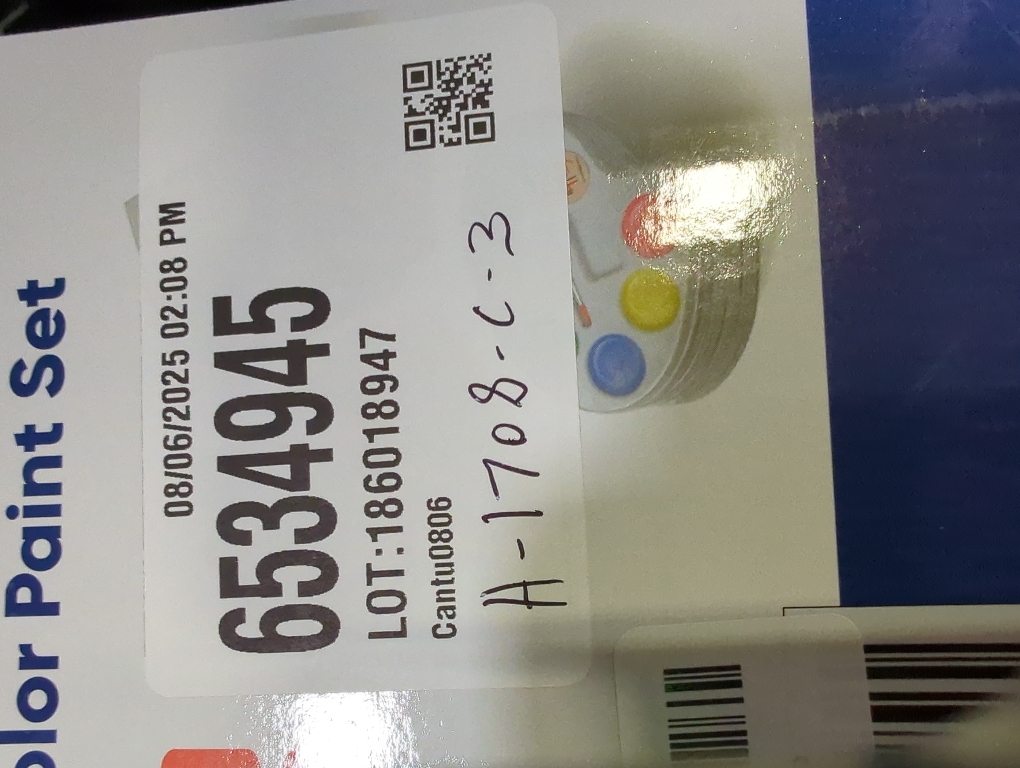 olor Paint Set
08/06/2025 02:08 PM
6534945
LOT:186018947
Cantu0806
A-1708-C-3